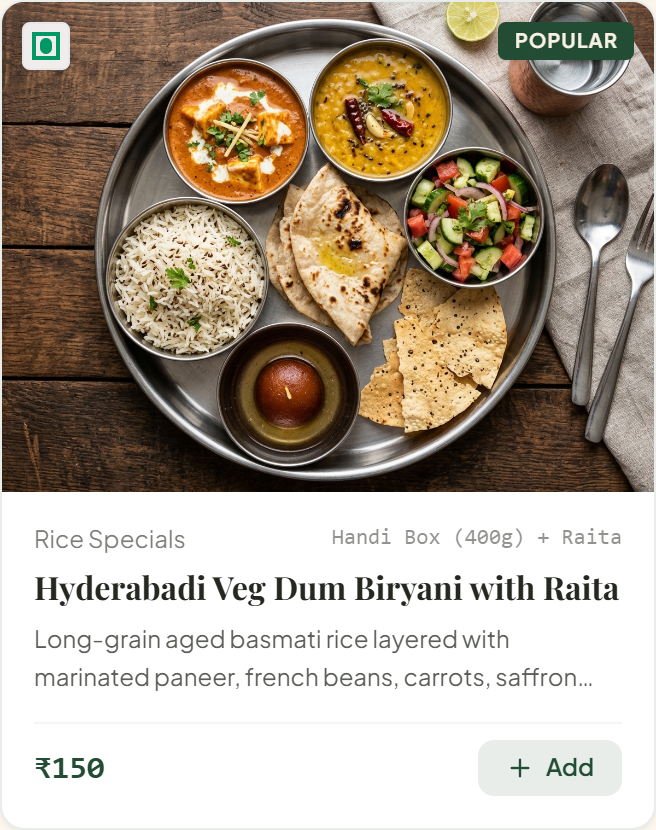 POPULAR
Rice Specials
Handi Box (400g) + Raita
Hyderabadi Veg Dum Biryani with Raita
Long-grain aged basmati rice layered with
marinated paneer, french beans, carrots, saffron...
₹150
+ Add